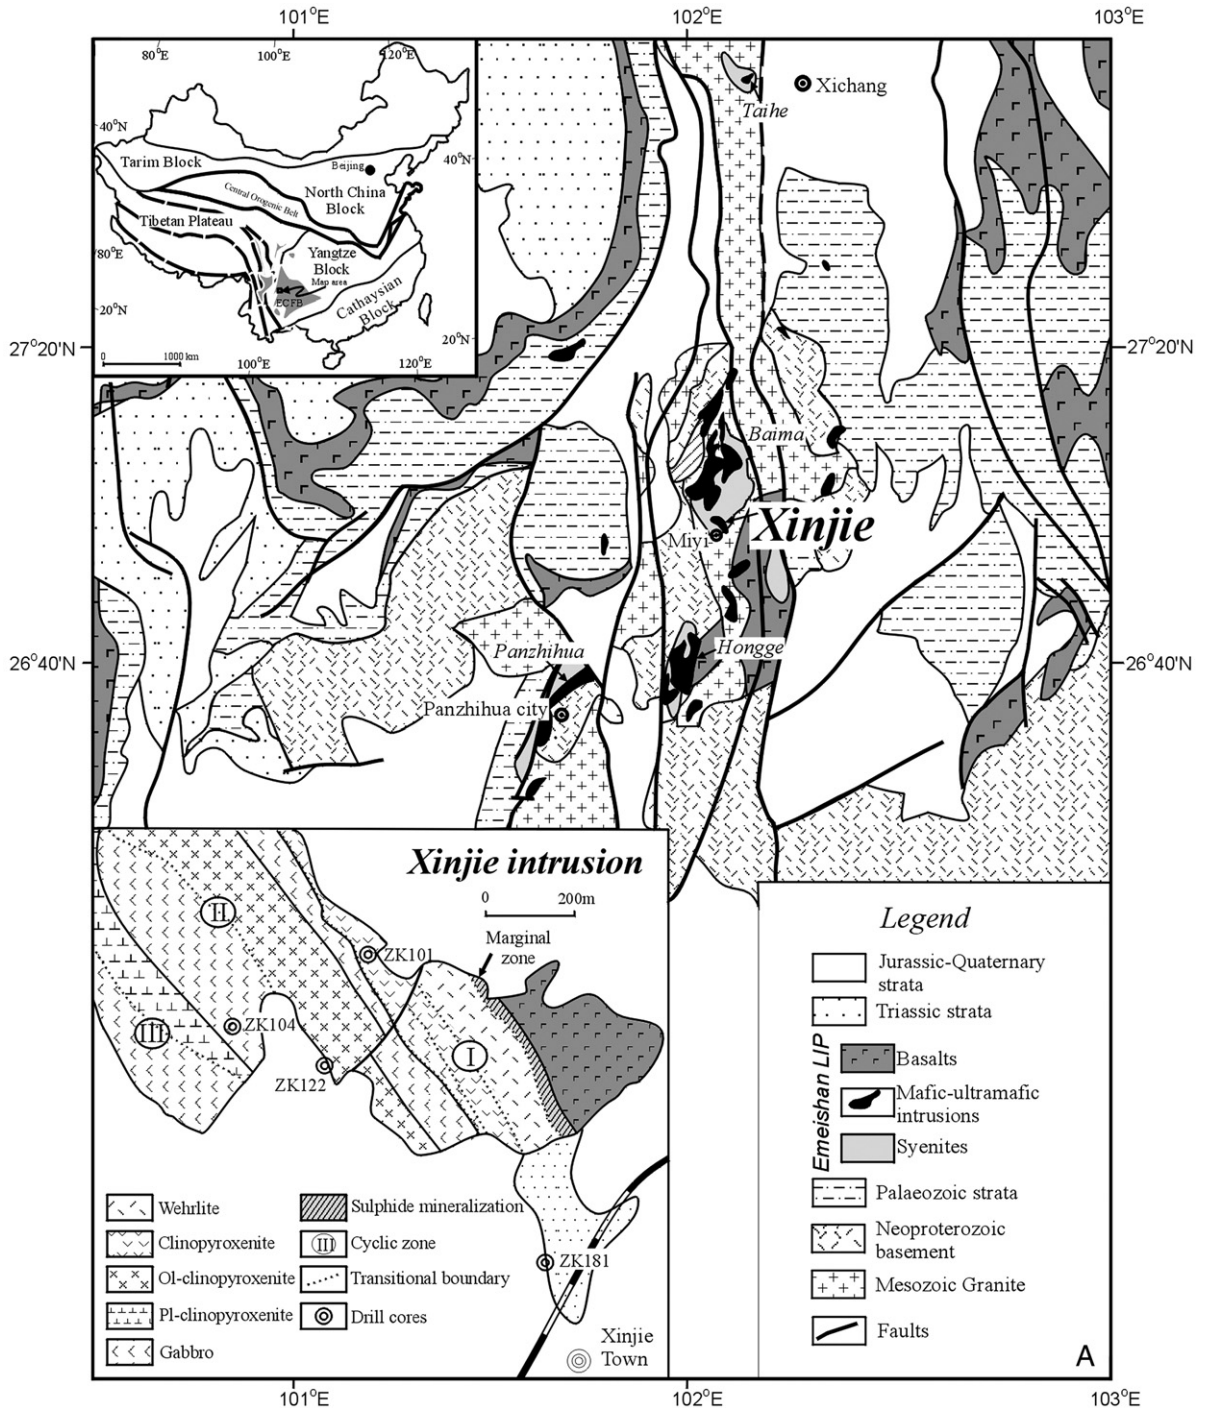 101°E
102°E
103°E
80°E
100°E
120°E
40°N
40°N
Tarim Block
Beijing
Central Orogenic Belt
North China
Block
Tibetan Plateau
80°E
Yangtze
Block
Map area
ECFB
Cathaysian
Block
20°N
20°N
0
1000 km
100°E
120°E
Xichang
Taihe
27°20'N
27°20'N
Baima
Xinjie
Miyi
Hongge
Panzhihua
Panzhihua city
26°40'N
26°40'N
Xinjie intrusion
0
200m
Marginal
zone
II
ZK101
III
ZK104
I
ZK122
ZK181
Xinjie
Town
Wehrlite
Clinopyroxenite
Ol-clinopyroxenite
Pl-clinopyroxenite
Gabbro
Sulphide mineralization
III
Cyclic zone
Transitional boundary
Drill cores
Legend
Jurassic-Quaternary
strata
Triassic strata
Emeishan LIP
Basalts
Mafic-ultramafic
intrusions
Syenites
Palaeozoic strata
Neoproterozoic
basement
Mesozoic Granite
Faults
A
101°E
102°E
103°E